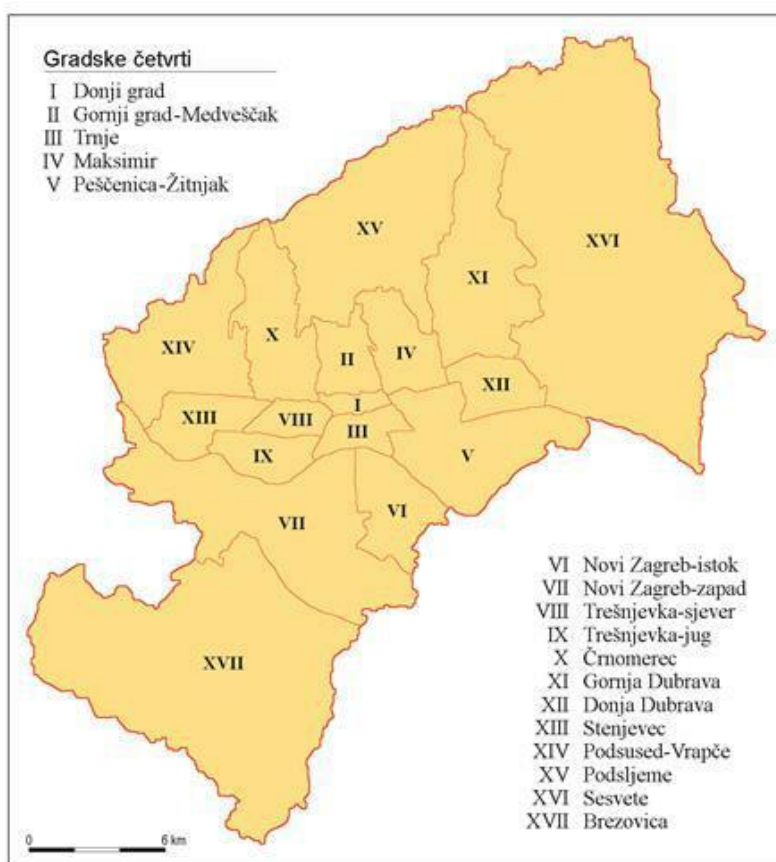 Gradske četvrti
I Donji grad
II Gornji grad-Medveščak
III Trnje
IV Maksimir
V Peščenica-Žitnjak
XV
XVI
XI
X
XIV
II
IV
XII
I
XIII
VIII
III
IX
V
VII
VI
XVII
VI Novi Zagreb-istok
VII Novi Zagreb-zapad
VIII Trešnjevka-sjever
IX Trešnjevka-jug
X Črnomerec
XI Gornja Dubrava
XII Donja Dubrava
XIII Stenjevec
XIV Podsused-Vrapče
XV Podsljeme
XVI Sesvete
XVII Brezovica
0 6 km